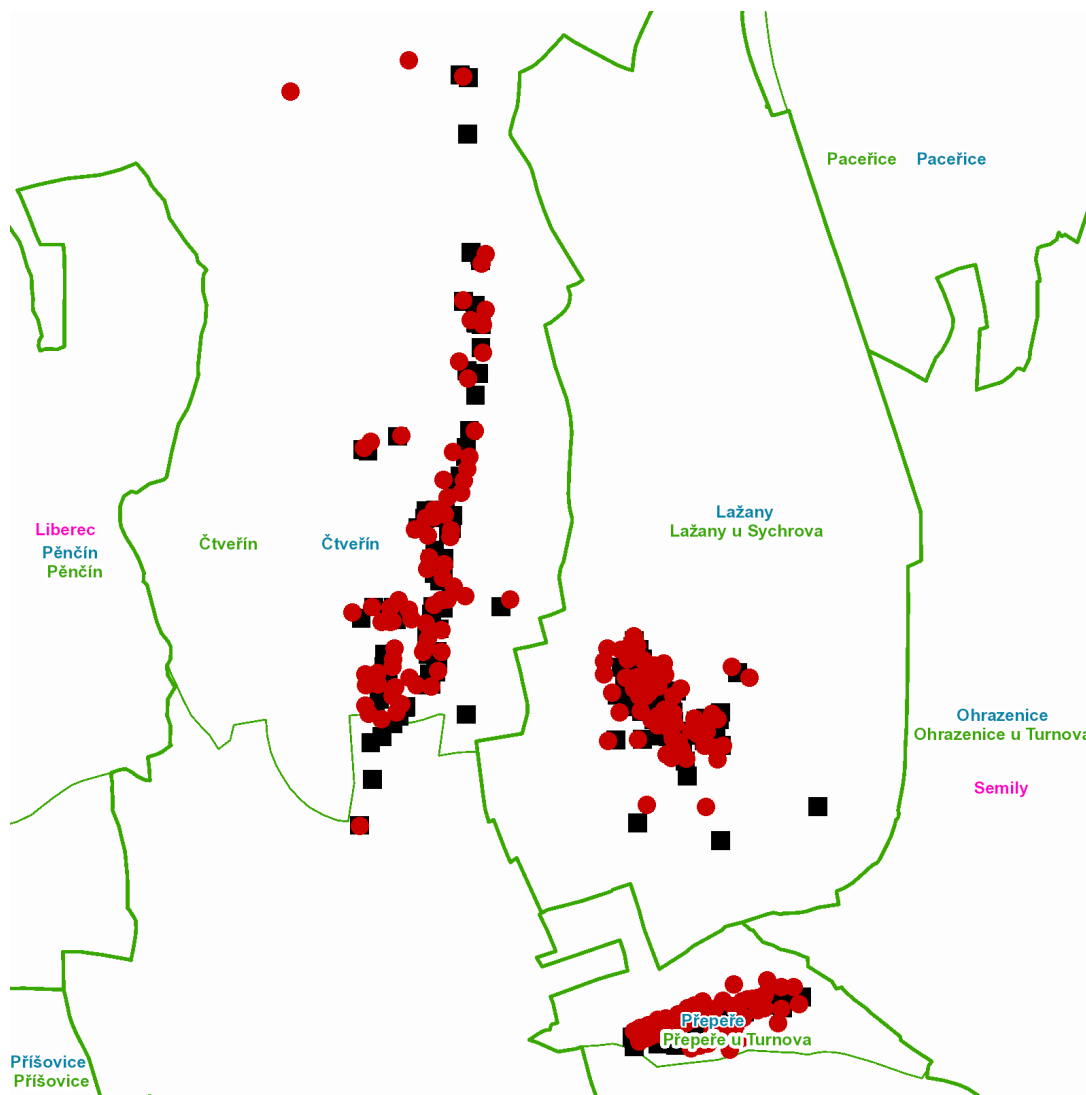 Paceřice Paceřice
Lažany
Liberec
Lažany u Sychrova
Čtveřín Čtveřín
Pěnčín
Pěnčín
Ohrazenice
Ohrazenice u Turnova
Semily
Přepeře
Přepeře u Turnova
Příšovice
Příšovice